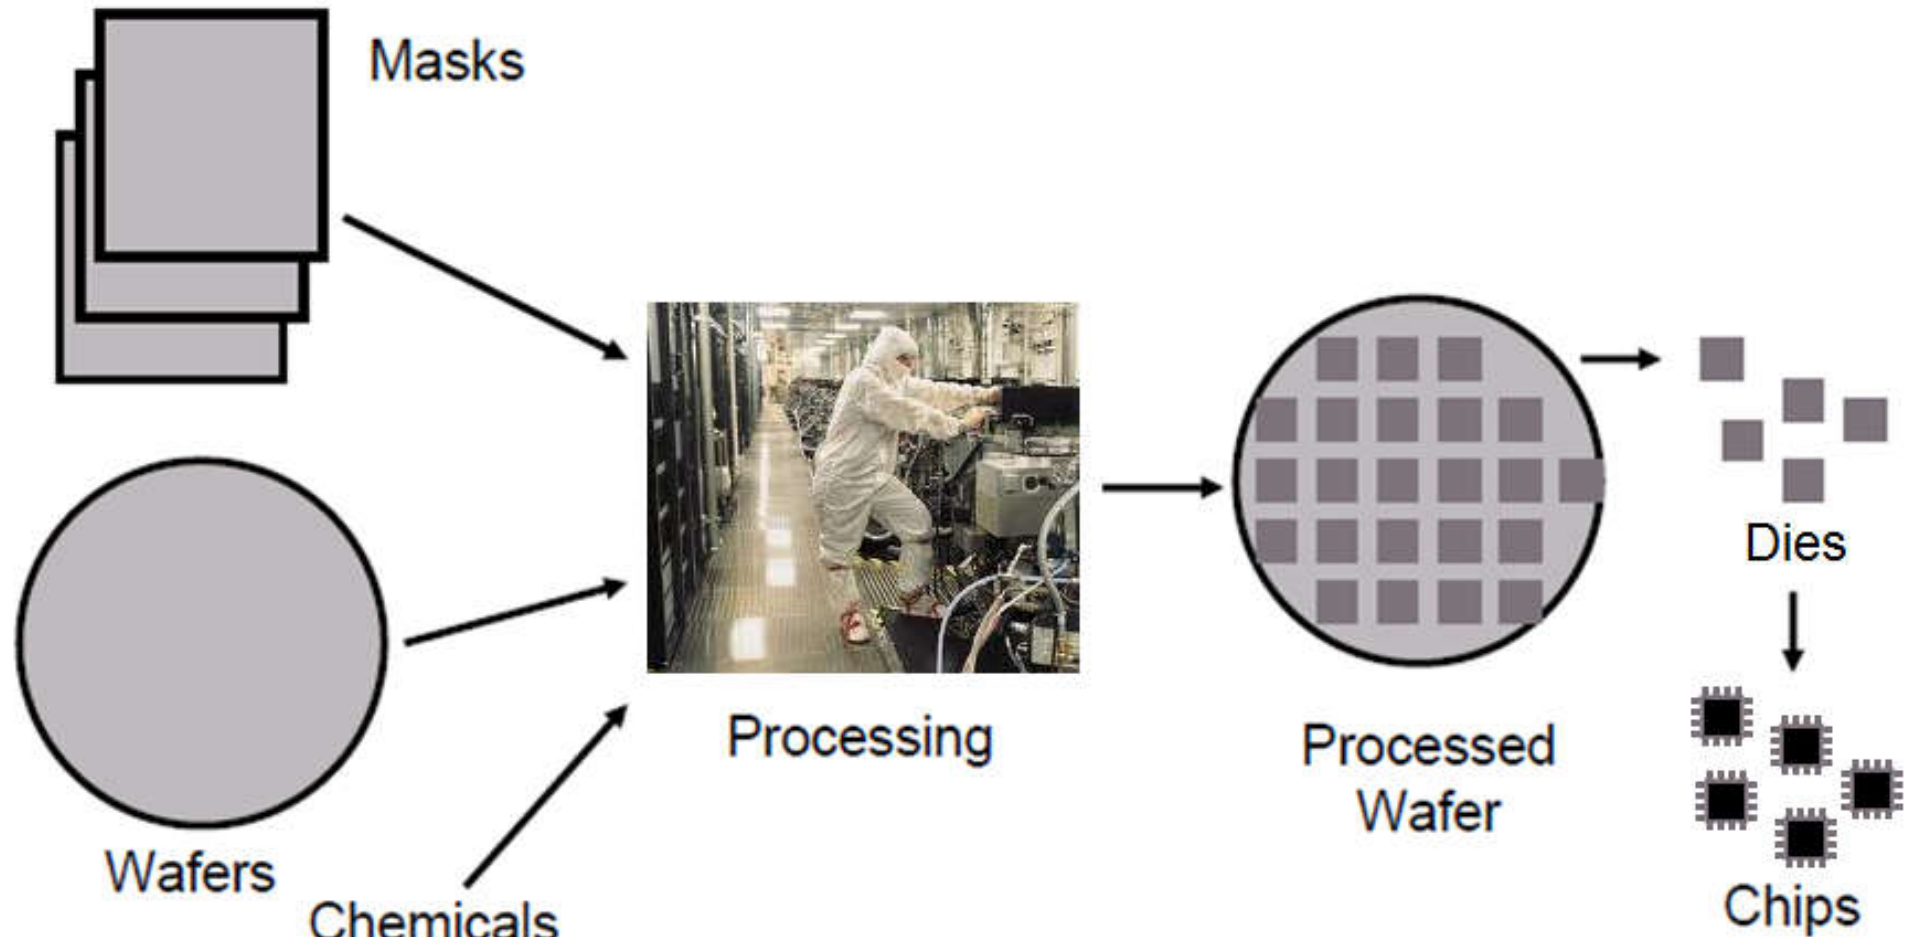 Masks
Wafers
Chemicals
Processing
Processed
Wafer
Dies
Chips